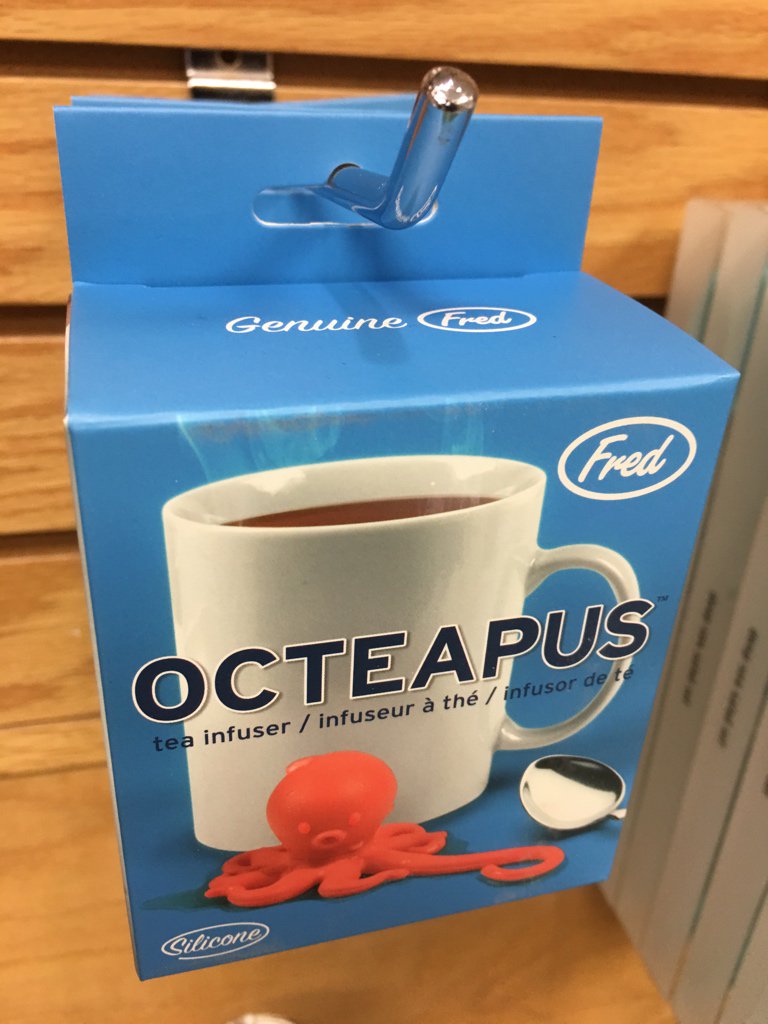 Genuine Fred
Fred
OCTEAPUS™
tea infuser / infuseur à thé / infusor de té
Silicone